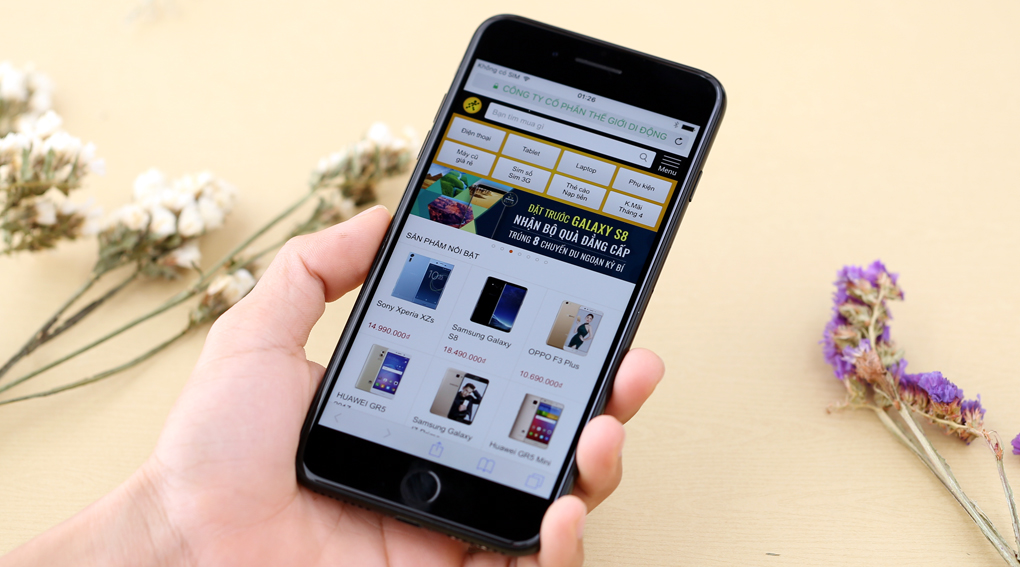 Không có SIM
01:26
CÔNG TY CỔ PHẦN THẾ GIỚI DI ĐỘNG
Bạn tìm mua gì
Menu
Điện thoại
Tablet
Laptop
Phụ kiện
Máy cũ
giá rẻ
Sim số
Sim 3G
Thẻ cào
Nạp tiền
K.Mãi
Tháng 4
ĐẶT TRƯỚC GALAXY S8
NHẬN BỘ QUÀ ĐẲNG CẤP
TRÚNG 8 CHUYẾN DU NGOẠN KỲ BÍ
SẢN PHẨM NỔI BẬT
Sony Xperia XZs
14.990.000₫
Samsung Galaxy
S8
18.490.000₫
OPPO F3 Plus
10.690.000₫
HUAWEI GR5
2017
Samsung Galaxy
J7 Prime
Huawei GR5 Mini